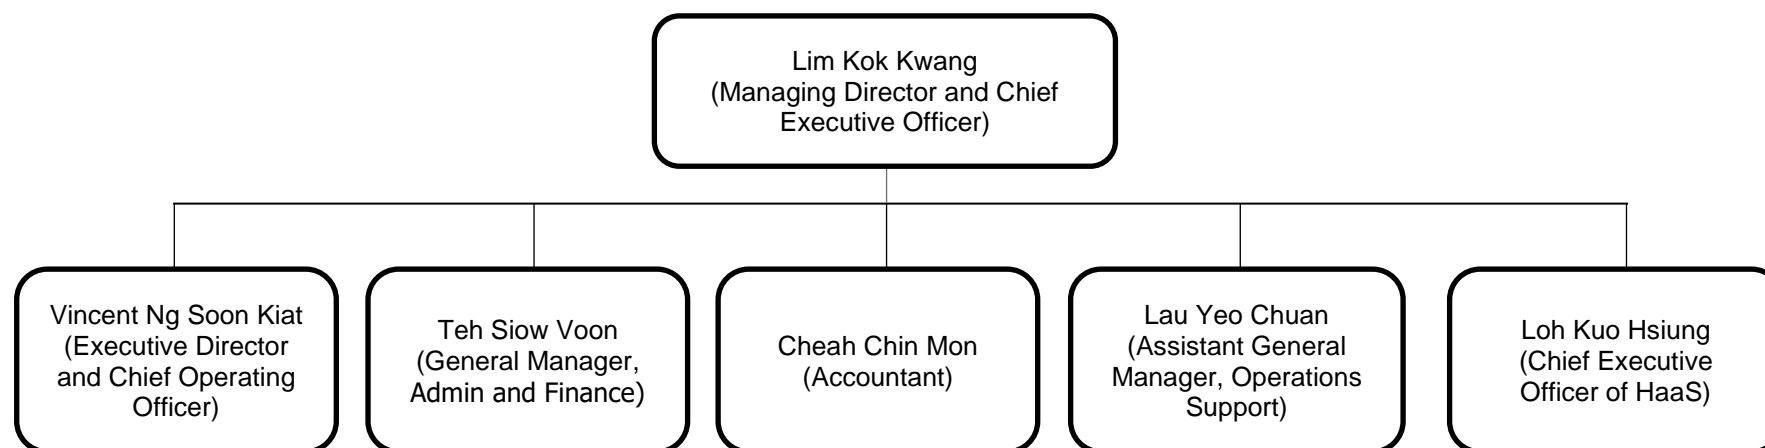 Lim Kok Kwang
(Managing Director and Chief
Executive Officer)
Vincent Ng Soon Kiat
(Executive Director
and Chief Operating
Officer)
Teh Siow Voon
(General Manager,
Admin and Finance)
Cheah Chin Mon
(Accountant)
Lau Yeo Chuan
(Assistant General
Manager, Operations
Support)
Loh Kuo Hsiung
(Chief Executive
Officer of HaaS)